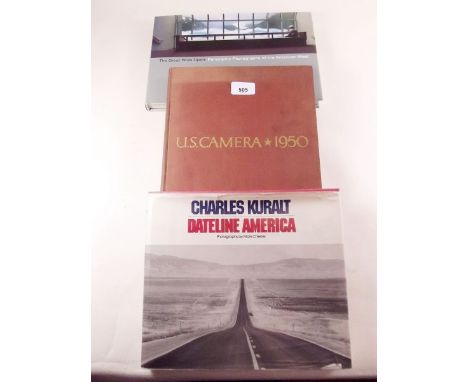 The Great Wide Open Panoramic Photographs of the American West
505
U.S.CAMERA ★ 1950
CHARLES KURALT
DATELINE AMERICA